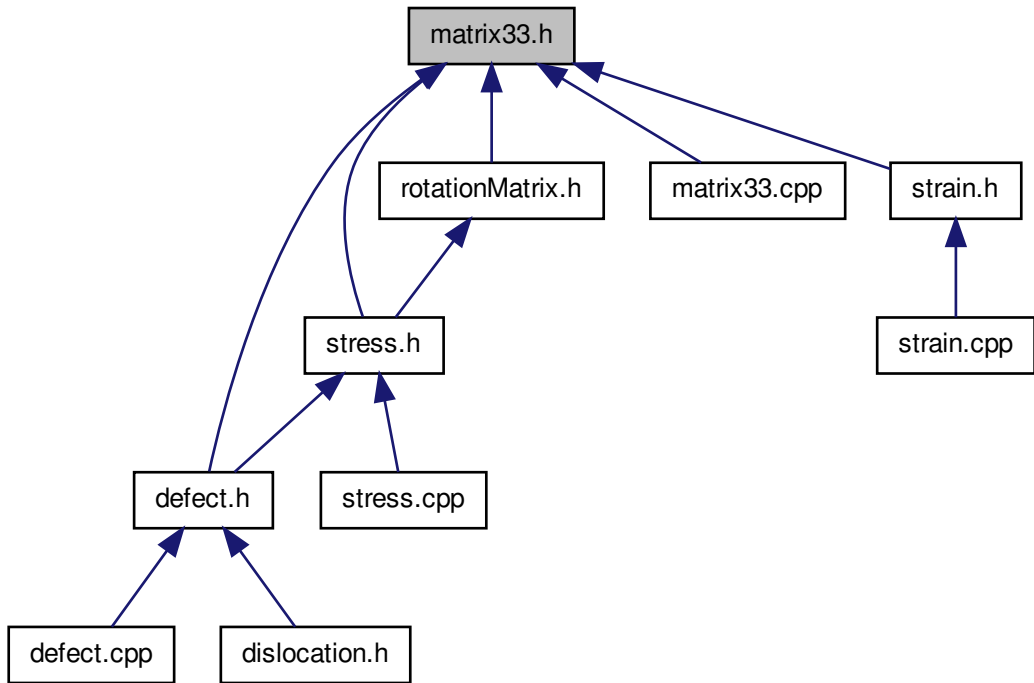 matrix33.h
rotationMatrix.h
matrix33.cpp
strain.h
stress.h
strain.cpp
defect.h
stress.cpp
defect.cpp
dislocation.h